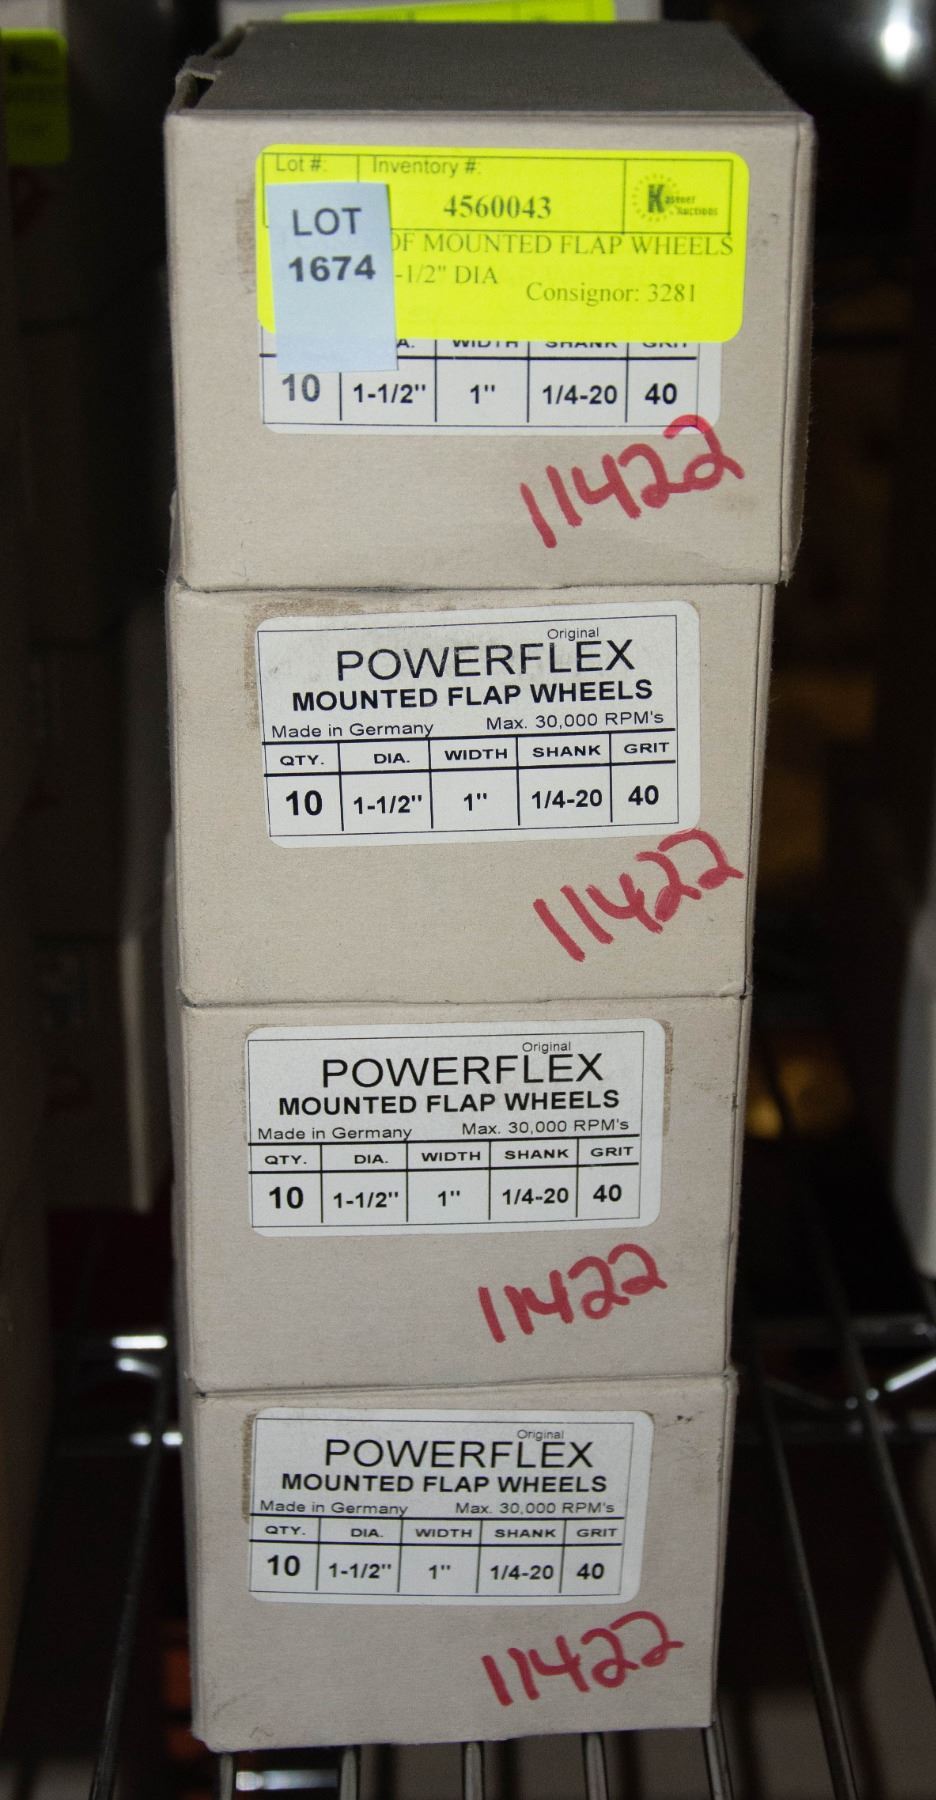 Lot #: Inventory #:
4560043
Kastner Auctions
LOT
1674
OF MOUNTED FLAP WHEELS
-1/2" DIA
Consignor: 3281
A. WIDTH SHANK GRIT
10 1-1/2" 1" 1/4-20 40
11422
Original
POWERFLEX
MOUNTED FLAP WHEELS
Made in Germany Max. 30,000 RPM's
QTY. DIA. WIDTH SHANK GRIT
10 1-1/2" 1" 1/4-20 40
11422
Original
POWERFLEX
MOUNTED FLAP WHEELS
Made in Germany Max. 30,000 RPM's
QTY. DIA. WIDTH SHANK GRIT
10 1-1/2" 1" 1/4-20 40
11422
Original
POWERFLEX
MOUNTED FLAP WHEELS
Made in Germany Max. 30,000 RPM's
QTY. DIA. WIDTH SHANK GRIT
10 1-1/2" 1" 1/4-20 40
11422